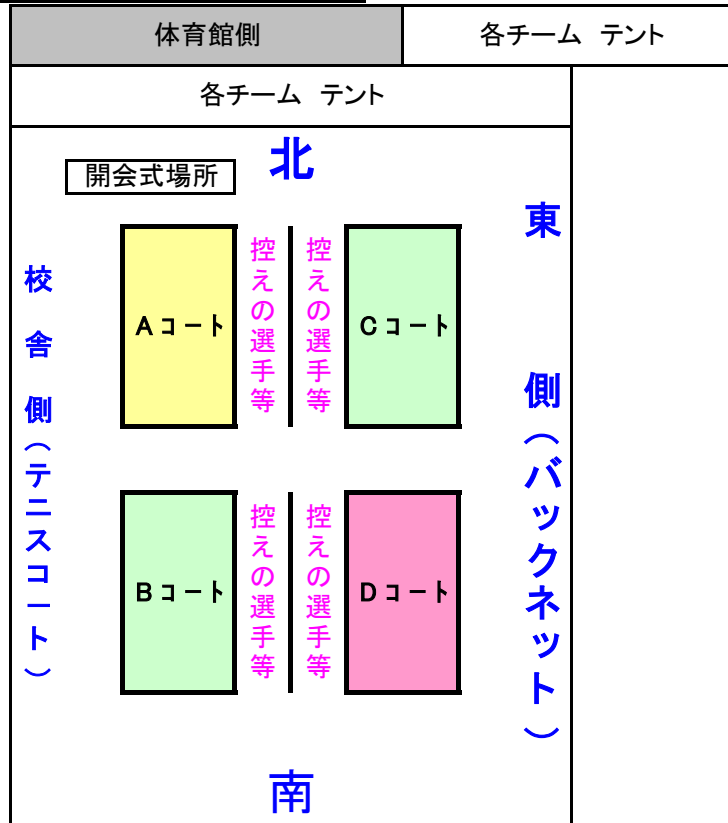 体育館側
各チーム　テント
各チーム　テント
北
開会式場所
東側（バックネット）
校舎側（テニスコート）
Aコート
控えの選手等
控えの選手等
Cコート
Bコート
控えの選手等
控えの選手等
Dコート
南